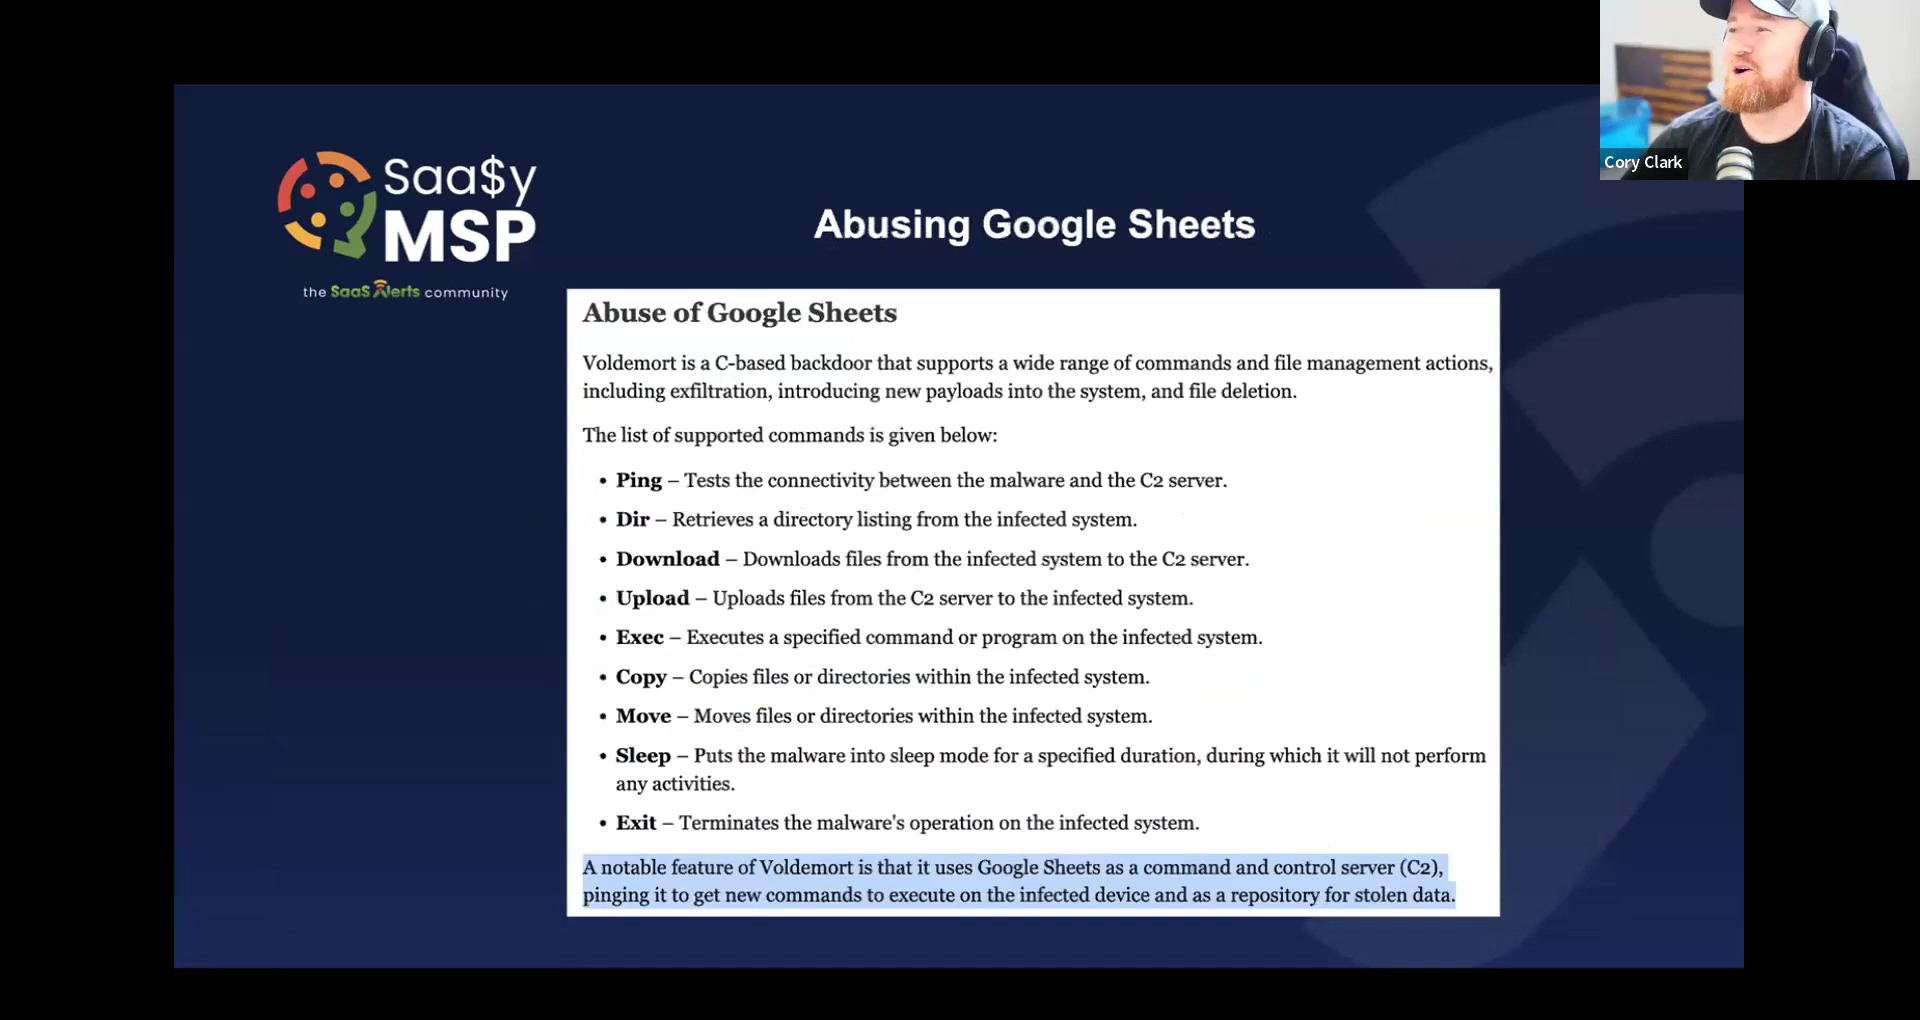 Cory Clark
Saa$y
MSP
the SaaS Alerts community
Abusing Google Sheets
Abuse of Google Sheets
Voldemort is a C-based backdoor that supports a wide range of commands and file management actions,
including exfiltration, introducing new payloads into the system, and file deletion.
The list of supported commands is given below:
• Ping – Tests the connectivity between the malware and the C2 server.
• Dir – Retrieves a directory listing from the infected system.
• Download – Downloads files from the infected system to the C2 server.
• Upload – Uploads files from the C2 server to the infected system.
• Exec – Executes a specified command or program on the infected system.
• Copy – Copies files or directories within the infected system.
• Move – Moves files or directories within the infected system.
• Sleep – Puts the malware into sleep mode for a specified duration, during which it will not perform
any activities.
• Exit – Terminates the malware's operation on the infected system.
A notable feature of Voldemort is that it uses Google Sheets as a command and control server (C2),
pinging it to get new commands to execute on the infected device and as a repository for stolen data.